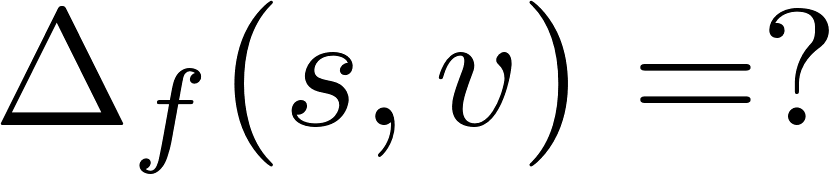 Δ_f(s, v) =?